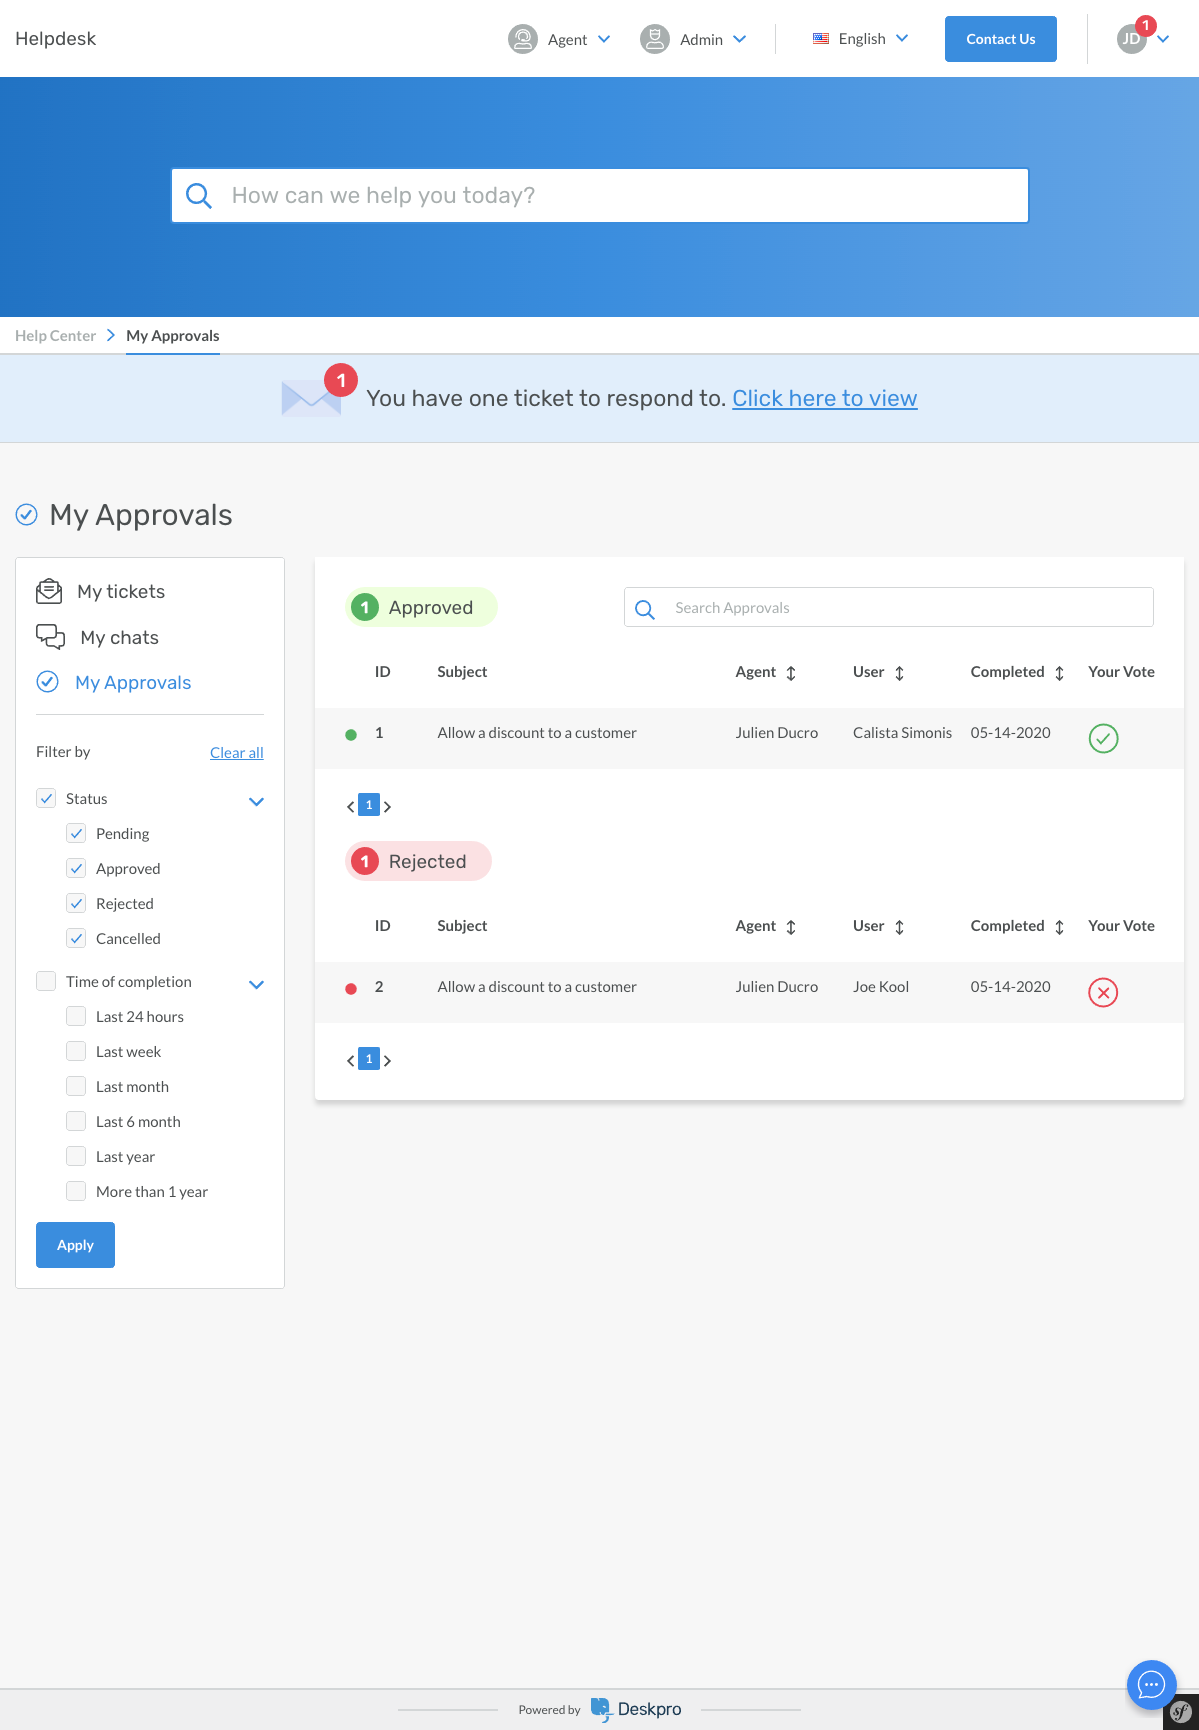 Helpdesk
Agent
Admin
English
Contact Us
JD
1
How can we help you today?
Help Center
My Approvals
1
You have one ticket to respond to. Click here to view
My Approvals
My tickets
My chats
My Approvals
Filter by
Clear all
Status
Pending
Approved
Rejected
Cancelled
Time of completion
Last 24 hours
Last week
Last month
Last 6 month
Last year
More than 1 year
Apply
1 Approved
Search Approvals
ID Subject Agent User Completed Your Vote
1 Allow a discount to a customer Julien Ducro Calista Simonis 05-14-2020
1
1 Rejected
ID Subject Agent User Completed Your Vote
2 Allow a discount to a customer Julien Ducro Joe Kool 05-14-2020
1
Powered by Deskpro
sf